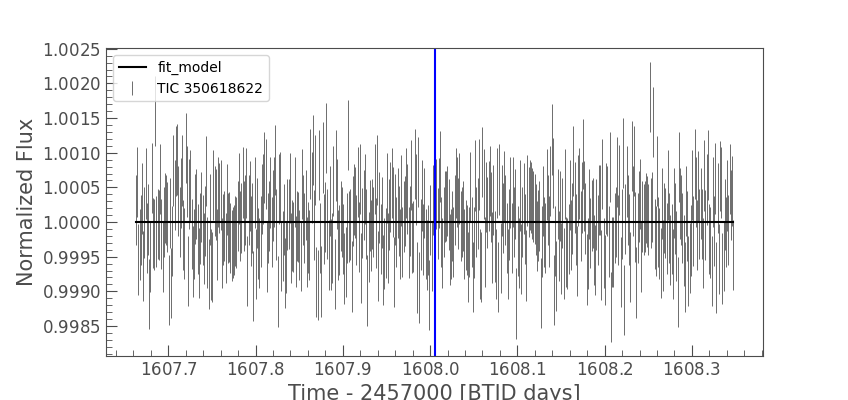 1.0025
1.0020
1.0015
1.0010
1.0005
1.0000
0.9995
0.9990
0.9985
Normalized Flux
fit_model
TIC 350618622
1607.7 1607.8 1607.9 1608.0 1608.1 1608.2 1608.3
Time - 2457000 [BTJD days]